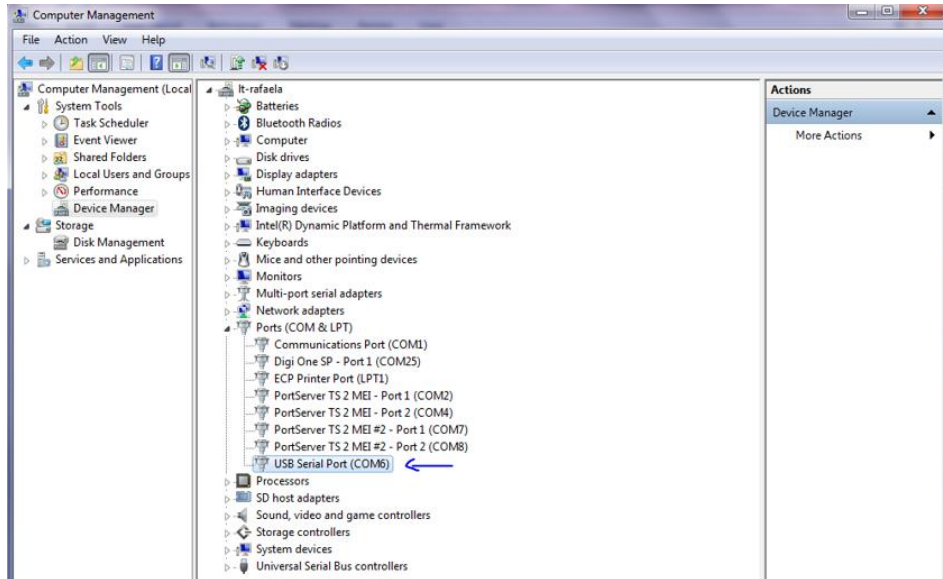 Computer Management
File Action View Help
Computer Management (Local
System Tools
Task Scheduler
Event Viewer
Shared Folders
Local Users and Groups
Performance
Device Manager
Storage
Disk Management
Services and Applications
lt-rafaela
Batteries
Bluetooth Radios
Computer
Disk drives
Display adapters
Human Interface Devices
Imaging devices
Intel(R) Dynamic Platform and Thermal Framework
Keyboards
Mice and other pointing devices
Monitors
Multi-port serial adapters
Network adapters
Ports (COM & LPT)
Communications Port (COM1)
Digi One SP - Port 1 (COM25)
ECP Printer Port (LPT1)
PortServer TS 2 MEI - Port 1 (COM2)
PortServer TS 2 MEI - Port 2 (COM4)
PortServer TS 2 MEI #2 - Port 1 (COM7)
PortServer TS 2 MEI #2 - Port 2 (COM8)
USB Serial Port (COM6)
Processors
SD host adapters
Sound, video and game controllers
Storage controllers
System devices
Universal Serial Bus controllers
Actions
Device Manager
More Actions